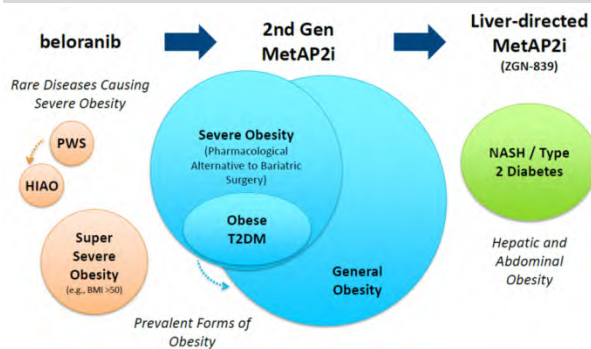 beloranib
2nd Gen
MetAP2i
Liver-directed
MetAP2i
(ZGN-839)
Rare Diseases Causing
Severe Obesity
PWS
HIAO
Super
Severe
Obesity
(e.g., BMI >50)
Severe Obesity
(Pharmacological
Alternative to Bariatric
Surgery)
Obese
T2DM
General
Obesity
Prevalent Forms of
Obesity
NASH / Type
2 Diabetes
Hepatic and
Abdominal
Obesity